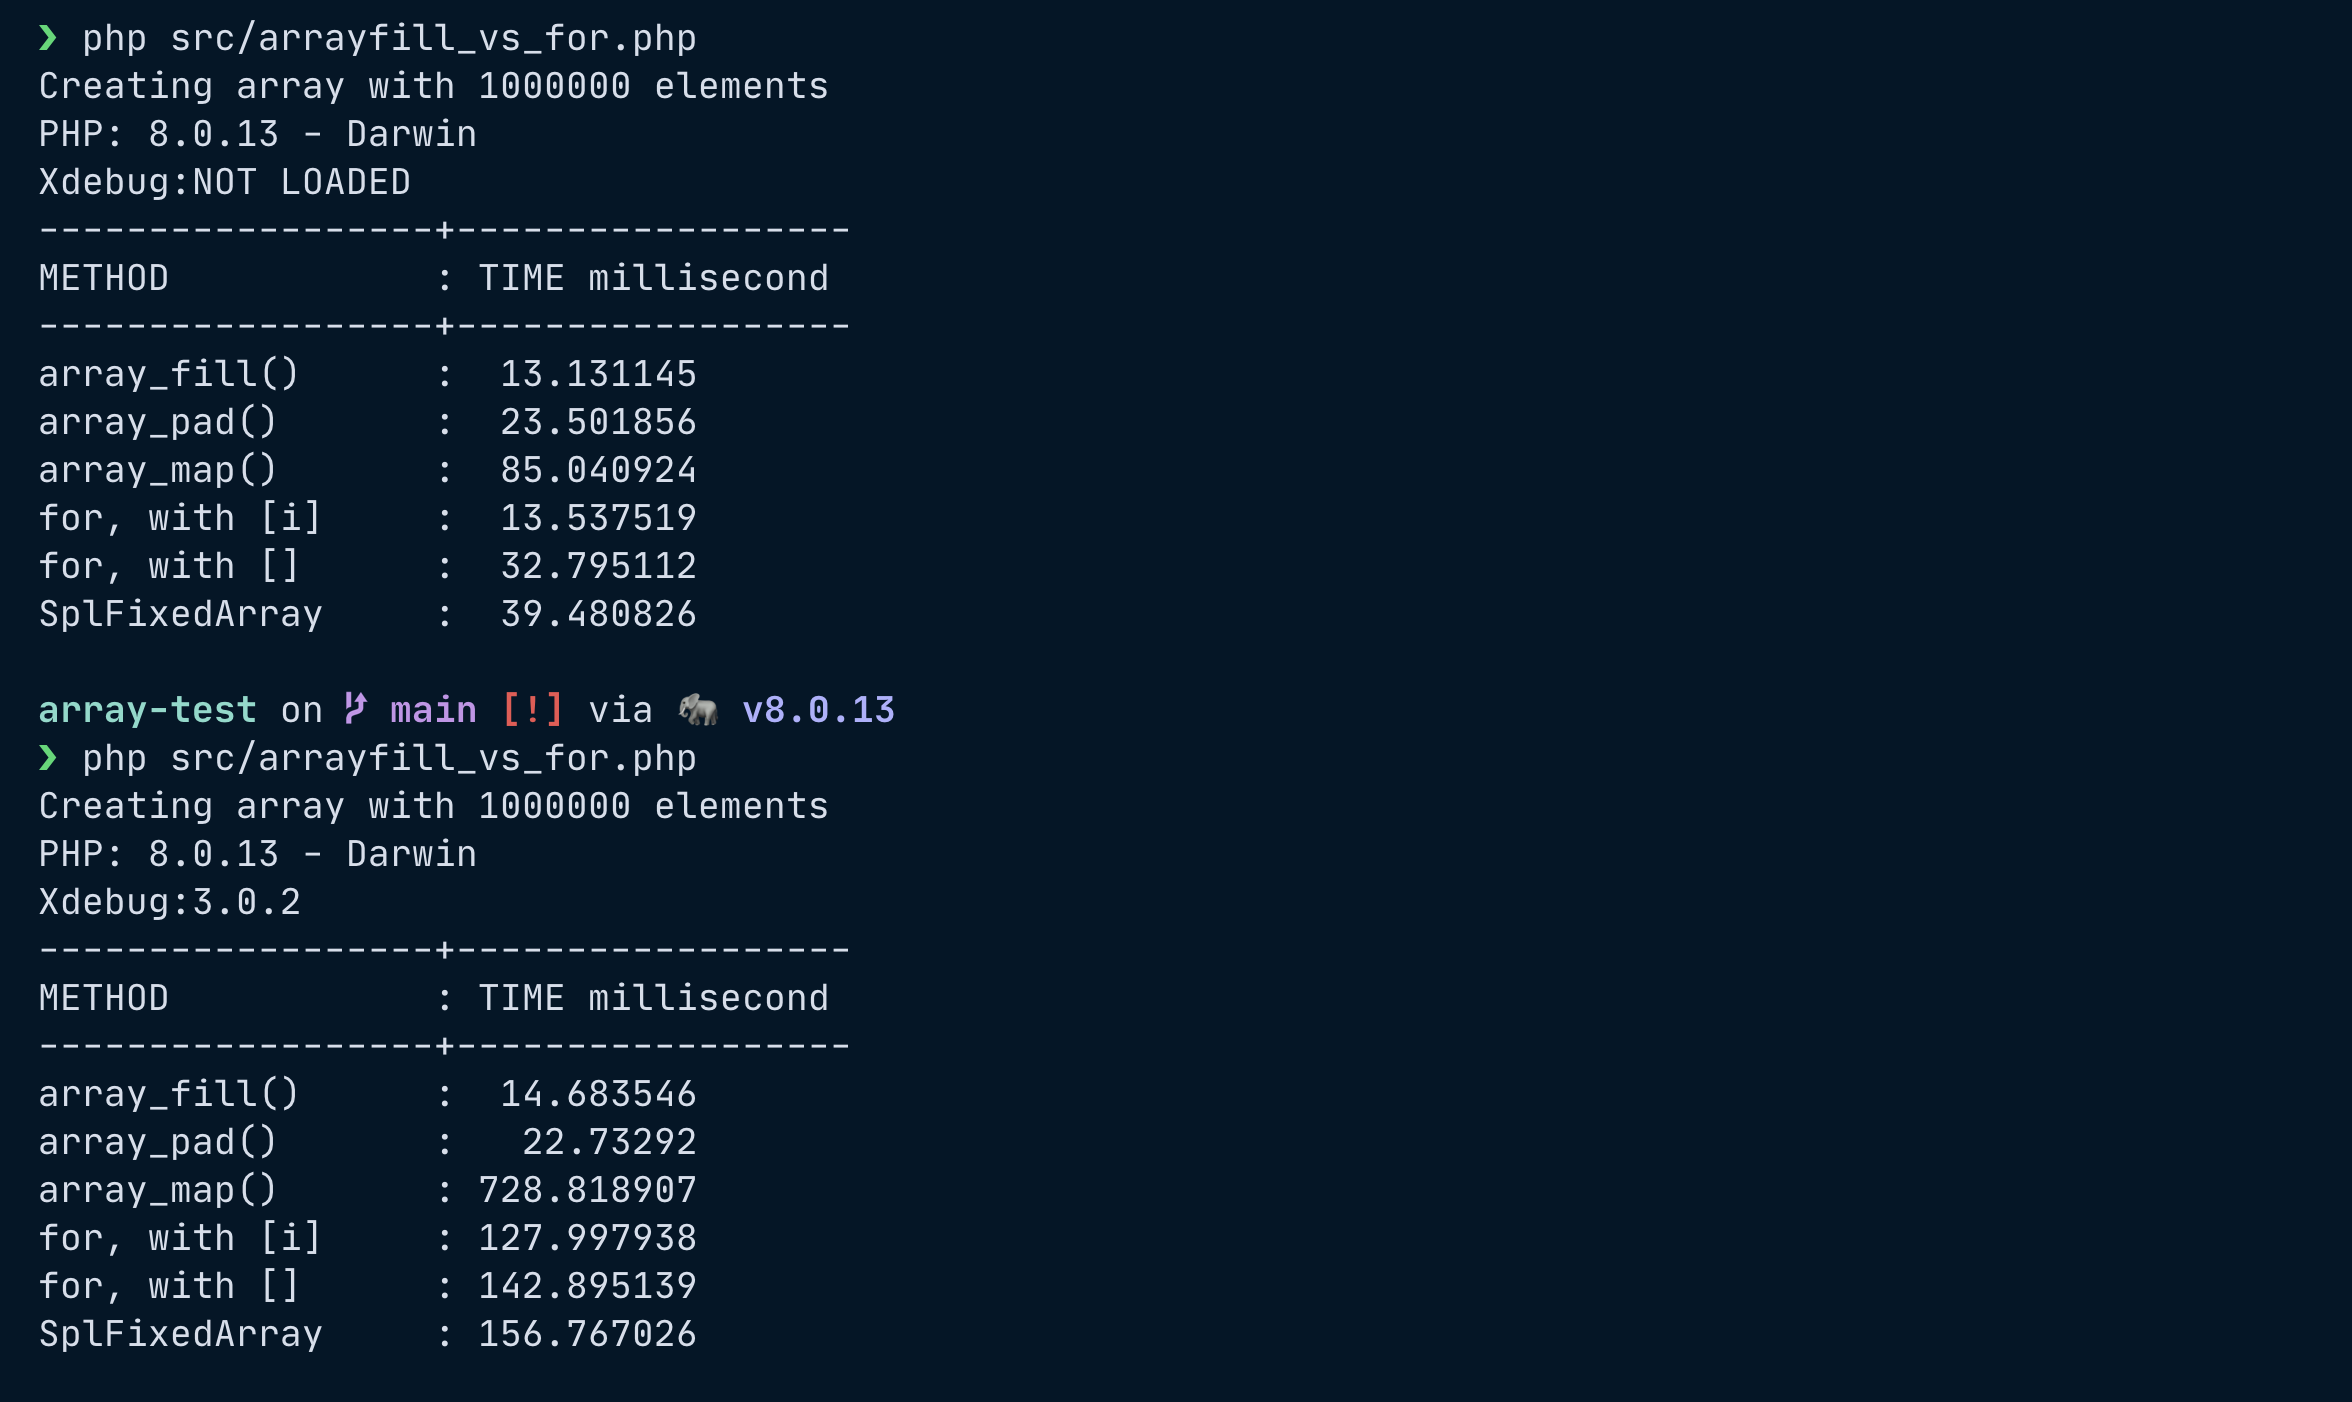 ❯ php src/arrayfill_vs_for.php
Creating array with 1000000 elements
PHP: 8.0.13 - Darwin
Xdebug:NOT LOADED
------------------+------------------
METHOD            : TIME millisecond
------------------+------------------
array_fill()      :  13.131145
array_pad()       :  23.501856
array_map()       :  85.040924
for, with [i]     :  13.537519
for, with []      :  32.795112
SplFixedArray     :  39.480826
array-test on main [!] via 🐘 v8.0.13
❯ php src/arrayfill_vs_for.php
Creating array with 1000000 elements
PHP: 8.0.13 - Darwin
Xdebug:3.0.2
------------------+------------------
METHOD            : TIME millisecond
------------------+------------------
array_fill()      :  14.683546
array_pad()       :   22.73292
array_map()       : 728.818907
for, with [i]     : 127.997938
for, with []      : 142.895139
SplFixedArray     : 156.767026